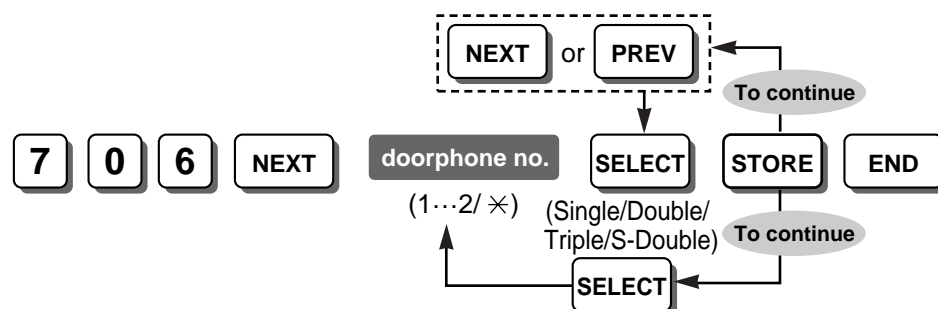 NEXT or PREV
To continue
7 0 6 NEXT doorphone no. SELECT STORE END
(1···2/ ✳) (Single/Double/
Triple/S-Double) To continue
SELECT